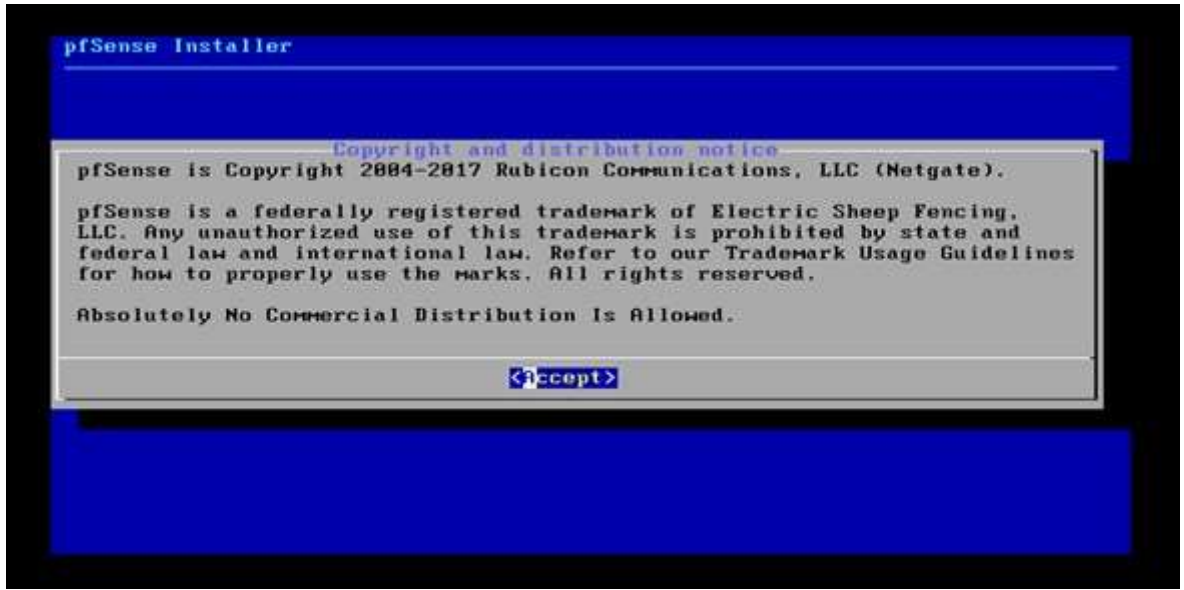 pfSense Installer
Copyright and distribution notice
pfSense is Copyright 2004-2017 Rubicon Communications, LLC (Netgate).
pfSense is a federally registered trademark of Electric Sheep Fencing,
LLC. Any unauthorized use of this trademark is prohibited by state and
federal law and international law. Refer to our Trademark Usage Guidelines
for how to properly use the marks. All rights reserved.
Absolutely No Commercial Distribution Is Allowed.
<Accept>